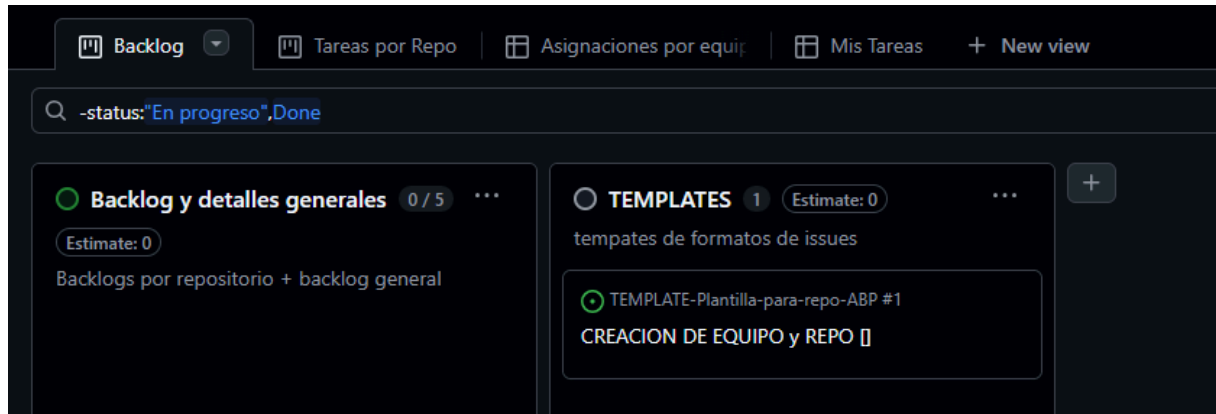 Backlog
Tareas por Repo
Asignaciones por equip
Mis Tareas
+ New view
-status:"En progreso",Done
Backlog y detalles generales 0 / 5 ...
Estimate: 0
Backlogs por repositorio + backlog general
TEMPLATES 1 Estimate: 0 ...
tempates de formatos de issues
TEMPLATE-Plantilla-para-repo-ABP #1
CREACION DE EQUIPO y REPO []
+